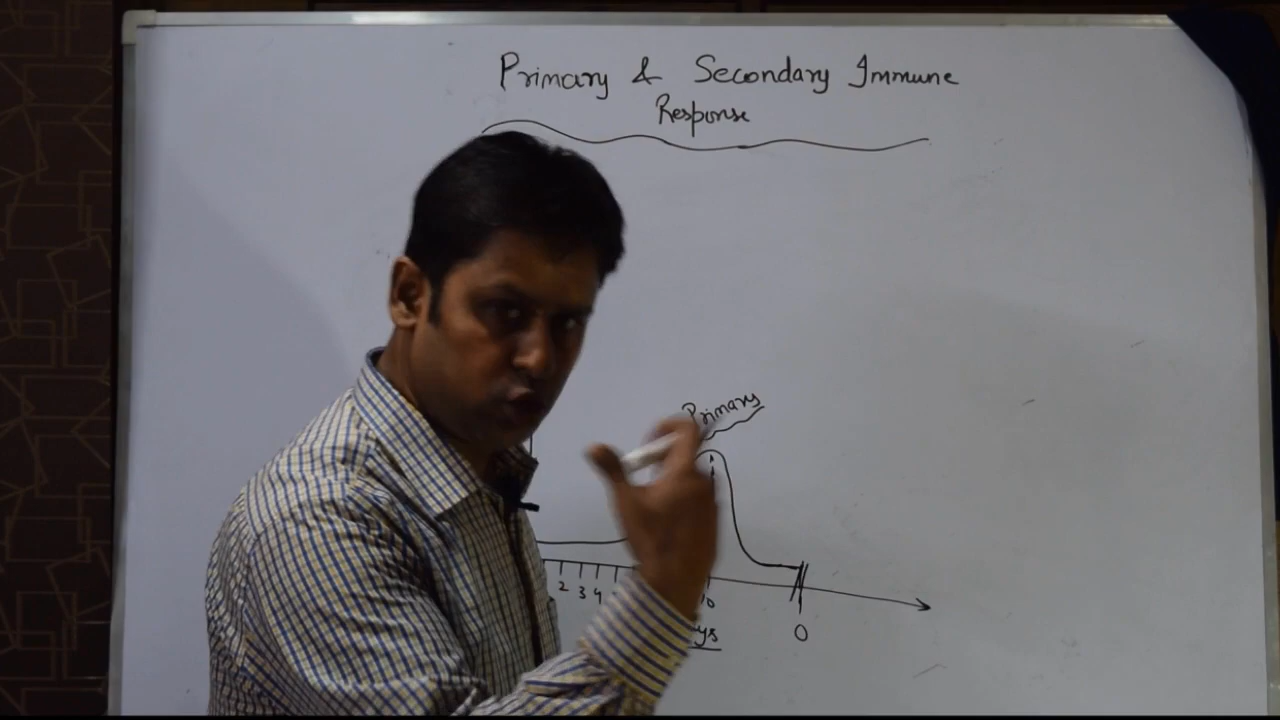 Primary & Secondary Immune
Response
Primary
2 3 4
0